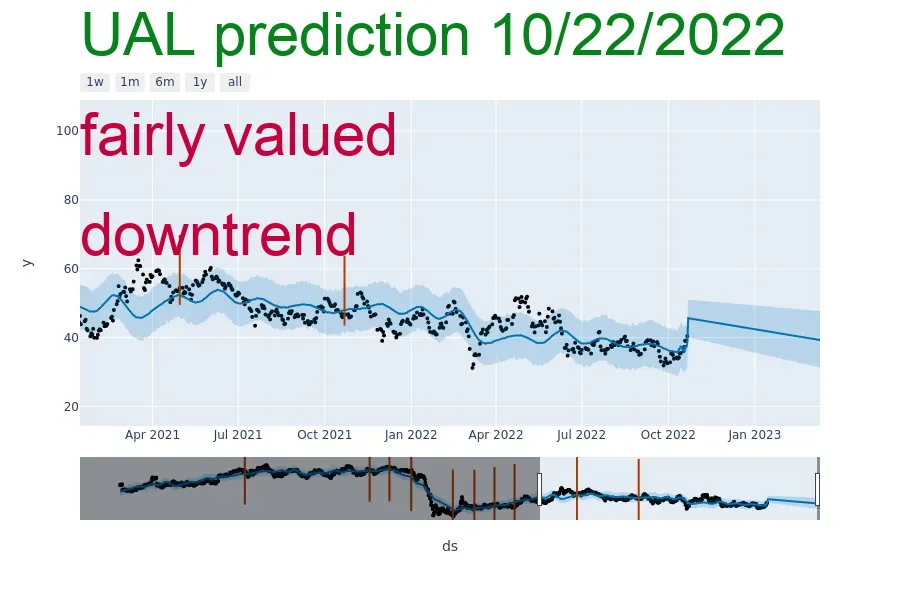 UAL prediction 10/22/2022
1w 1m 6m 1y all
fairly valued
downtrend
100
80
60
40
20
y
Apr 2021 Jul 2021 Oct 2021 Jan 2022 Apr 2022 Jul 2022 Oct 2022 Jan 2023
ds